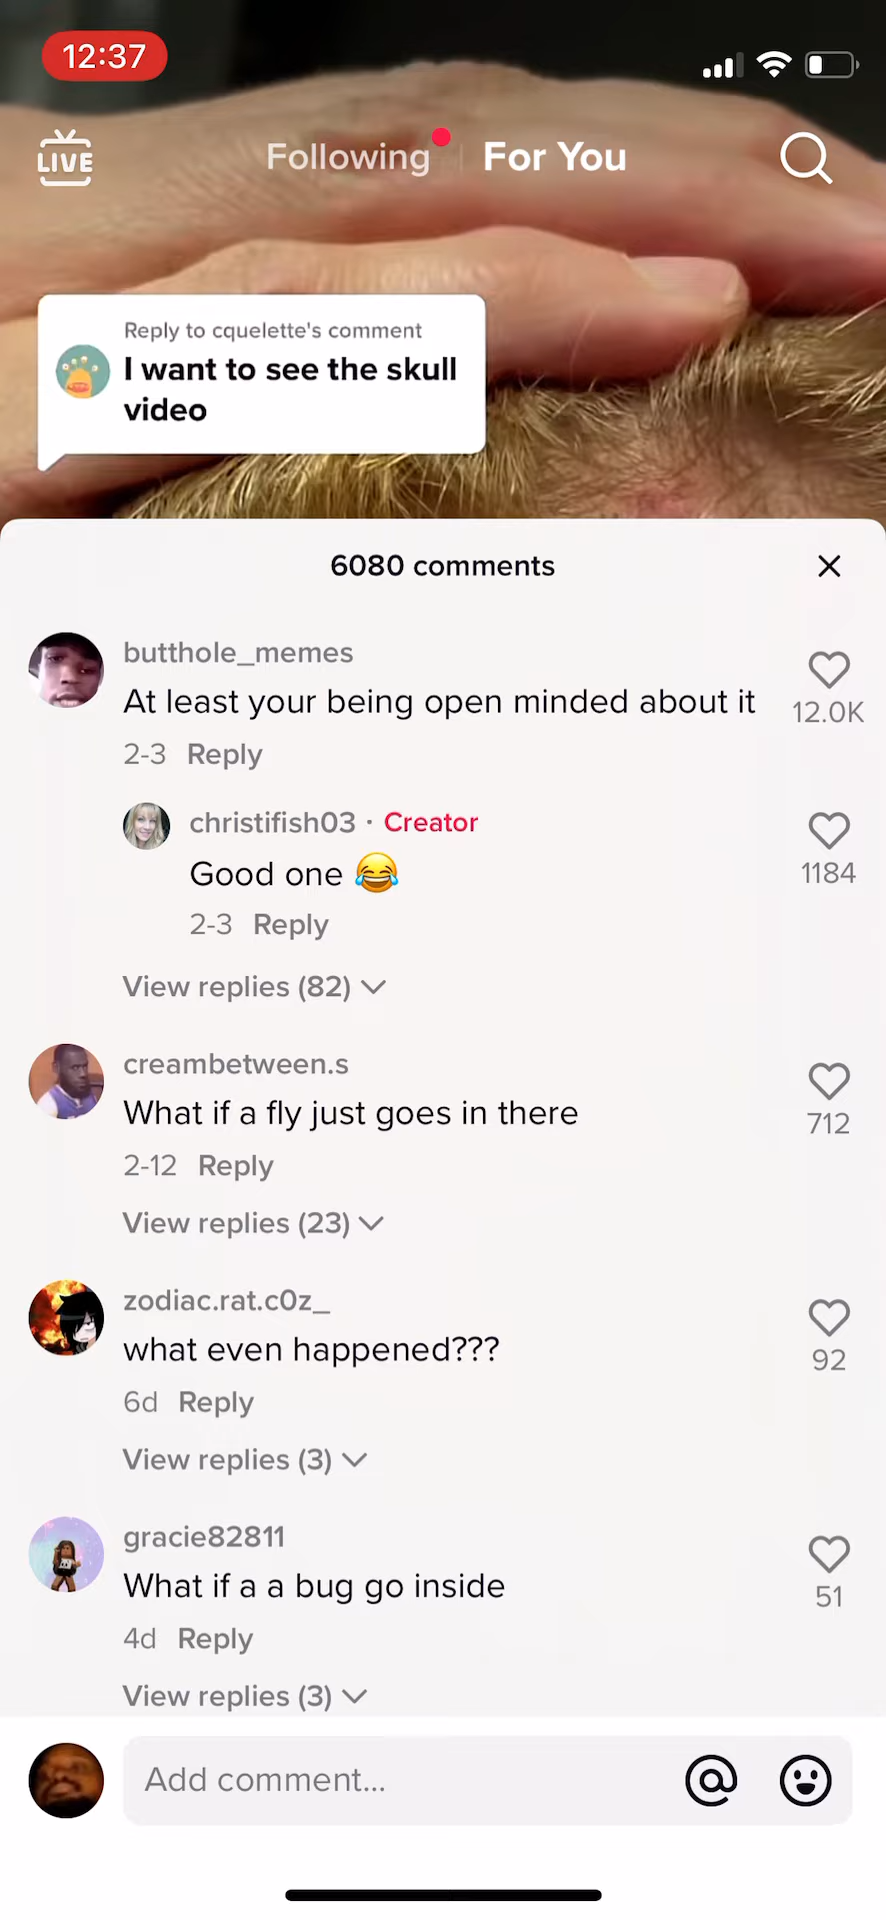 12:37
LIVE
Following
For You
Reply to cquelette's comment
I want to see the skull
video
6080 comments
butthole_memes
At least your being open minded about it
12.0K
2-3 Reply
christifish03 · Creator
Good one 😂
1184
2-3 Reply
View replies (82)
creambetween.s
What if a fly just goes in there
712
2-12 Reply
View replies (23)
zodiac.rat.c0z_
what even happened???
92
6d Reply
View replies (3)
gracie82811
What if a a bug go inside
51
4d Reply
View replies (3)
Add comment...